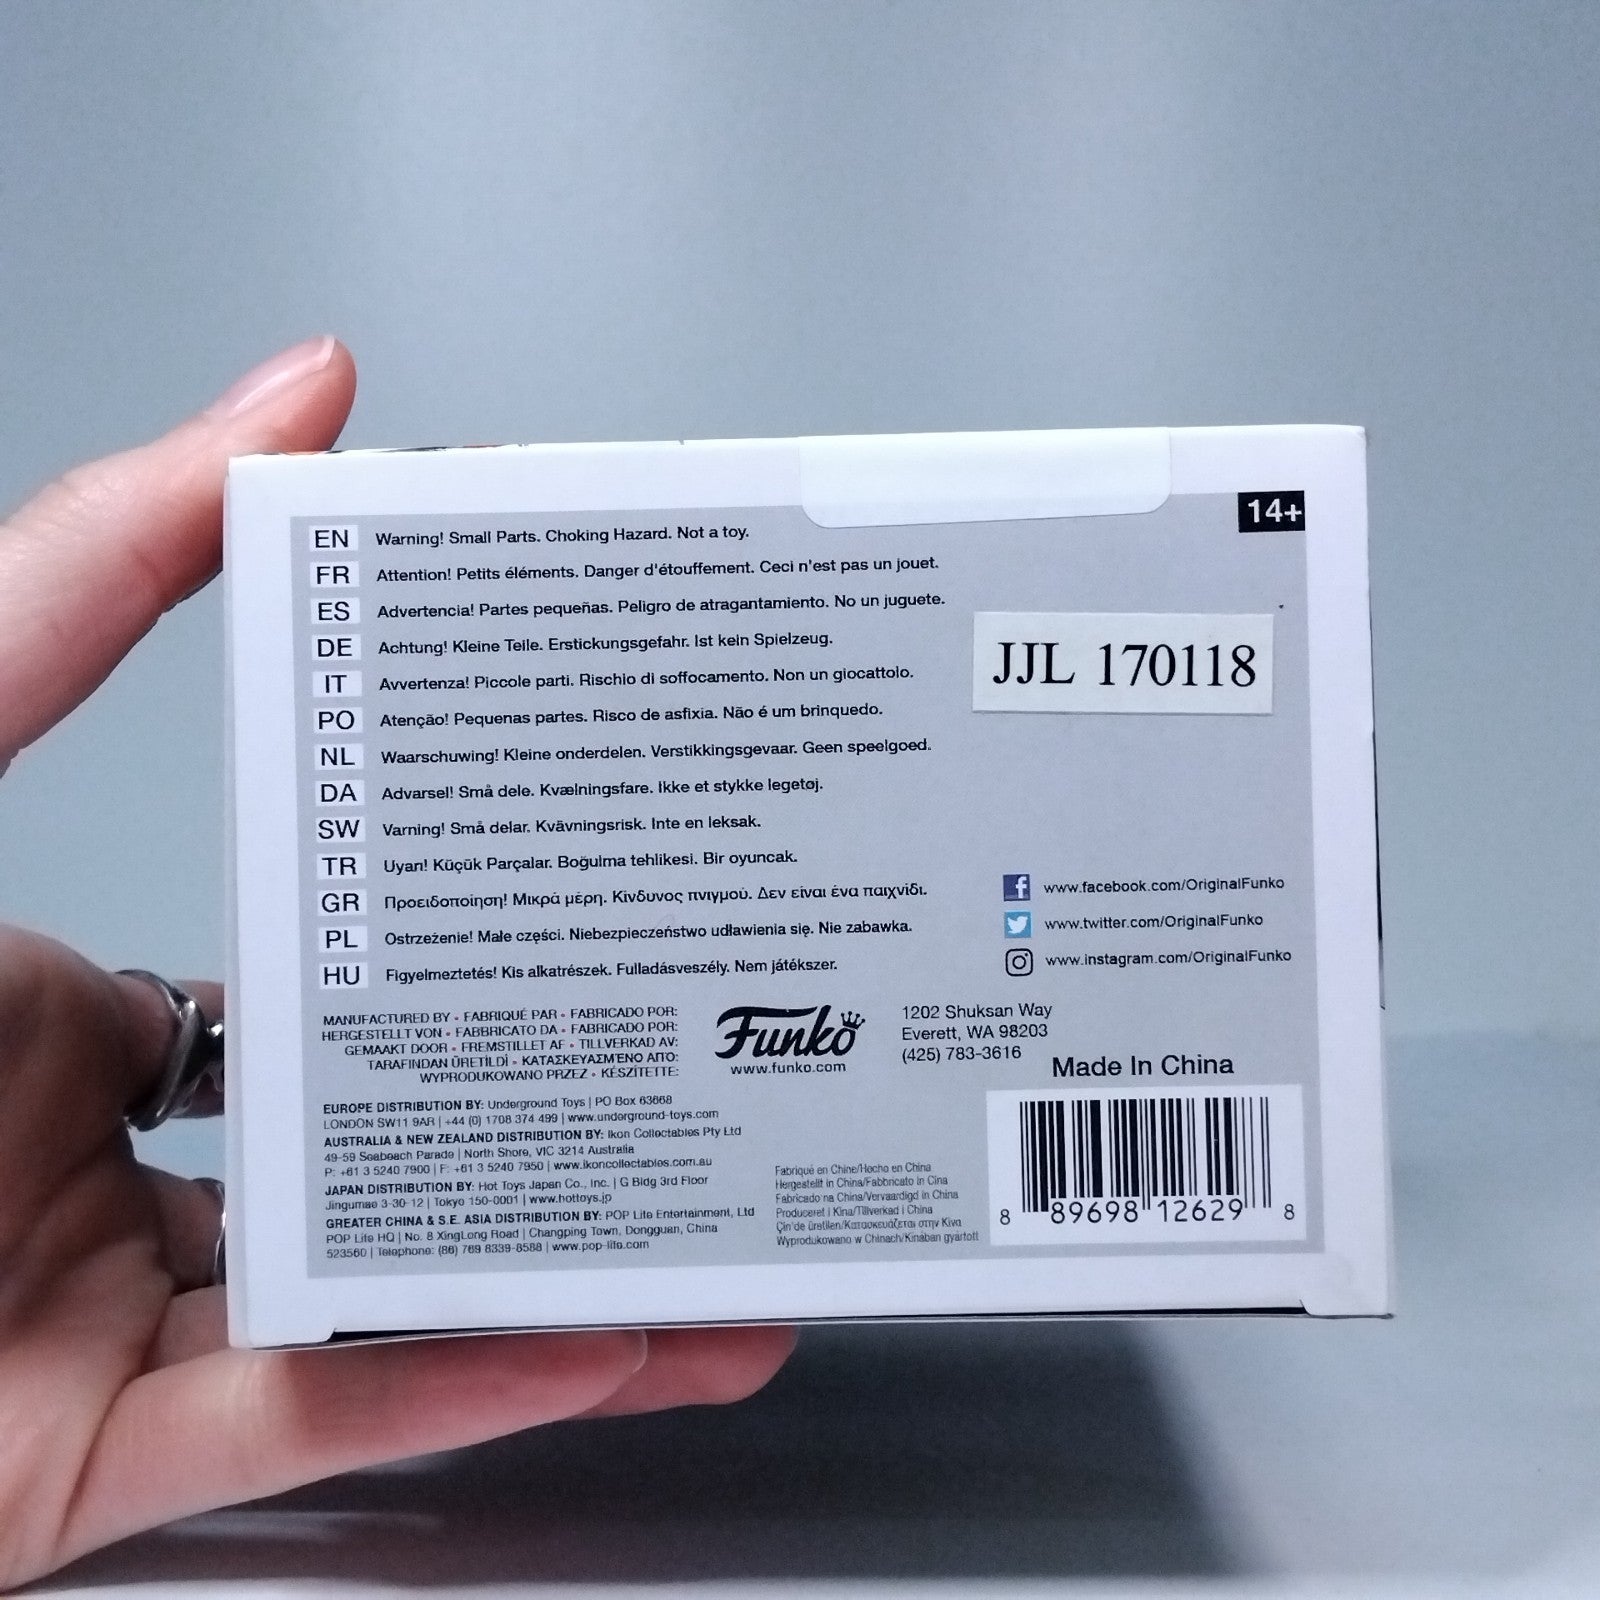 14+
EN Warning! Small Parts. Choking Hazard. Not a toy.
FR Attention! Petits éléments. Danger d'étouffement. Ceci n'est pas un jouet.
ES Advertencia! Partes pequeñas. Peligro de atragantamiento. No un juguete.
DE Achtung! Kleine Teile. Erstickungsgefahr. Ist kein Spielzeug.
IT Avvertenza! Piccole parti. Rischio di soffocamento. Non un giocattolo.
PO Atenção! Pequenas partes. Risco de asfixia. Não é um brinquedo.
NL Waarschuwing! Kleine onderdelen. Verstikkingsgevaar. Geen speelgoed.
DA Advarsel! Små dele. Kvælningsfare. Ikke et stykke legetøj.
SW Varning! Små delar. Kvävningsrisk. Inte en leksak.
TR Uyarı! Küçük Parçalar. Boğulma tehlikesi. Bir oyuncak.
GR Προειδοποίηση! Μικρά μέρη. Κίνδυνος πνιγμού. Δεν είναι ένα παιχνίδι.
PL Ostrzeżenie! Małe części. Niebezpieczeństwo udławienia się. Nie zabawka.
HU Figyelmeztetés! Kis alkatrészek. Fulladásveszély. Nem játékszer.
JJL 170118
www.facebook.com/OriginalFunko
www.twitter.com/OriginalFunko
www.instagram.com/OriginalFunko
MANUFACTURED BY • FABRIQUÉ PAR • FABRICADO POR:
HERGESTELLT VON • FABBRICATO DA • FABRICADO POR:
GEMAAKT DOOR • FREMSTILLET AF • TILLVERKAD AV:
TARAFINDAN ÜRETİLDİ • ΚΑΤΑΣΚΕΥΑΣΜΈΝΟ ΑΠΌ:
WYPRODUKOWANO PRZEZ • KÉSZÍTETTE:
Funko
www.funko.com
1202 Shuksan Way
Everett, WA 98203
(425) 783-3616
Made In China
EUROPE DISTRIBUTION BY: Underground Toys | PO Box 63668
LONDON SW11 9AR | +44 (0) 1708 374 499 | www.underground-toys.com
AUSTRALIA & NEW ZEALAND DISTRIBUTION BY: Ikon Collectables Pty Ltd
49-59 Seabeach Parade | North Shore, VIC 3214 Australia
P: +61 3 5240 7900 | F: +61 3 5240 7950 | www.ikoncollectables.com.au
JAPAN DISTRIBUTION BY: Hot Toys Japan Co., Inc. | G Bldg 3rd Floor
Jingumae 3-30-12 | Tokyo 150-0001 | www.hottoys.jp
GREATER CHINA & S.E. ASIA DISTRIBUTION BY: POP Life Entertainment, Ltd
POP Life HQ | No. 8 XingLong Road | Changping Town, Dongguan, China
523560 | Telephone: (86) 769 8339-8588 | www.pop-life.com
Fabriqué en Chine/Hecho en China
Hergestellt in China/Fabbricato in Cina
Fabricado na China/Vervaardigd in China
Produceret i Kina/Tillverkad i China
Çin'de üretilen/Κατασκευάζεται στην Κίνα
Wyprodukowano w Chinach/Kínában gyártott
8 89698 12629 8